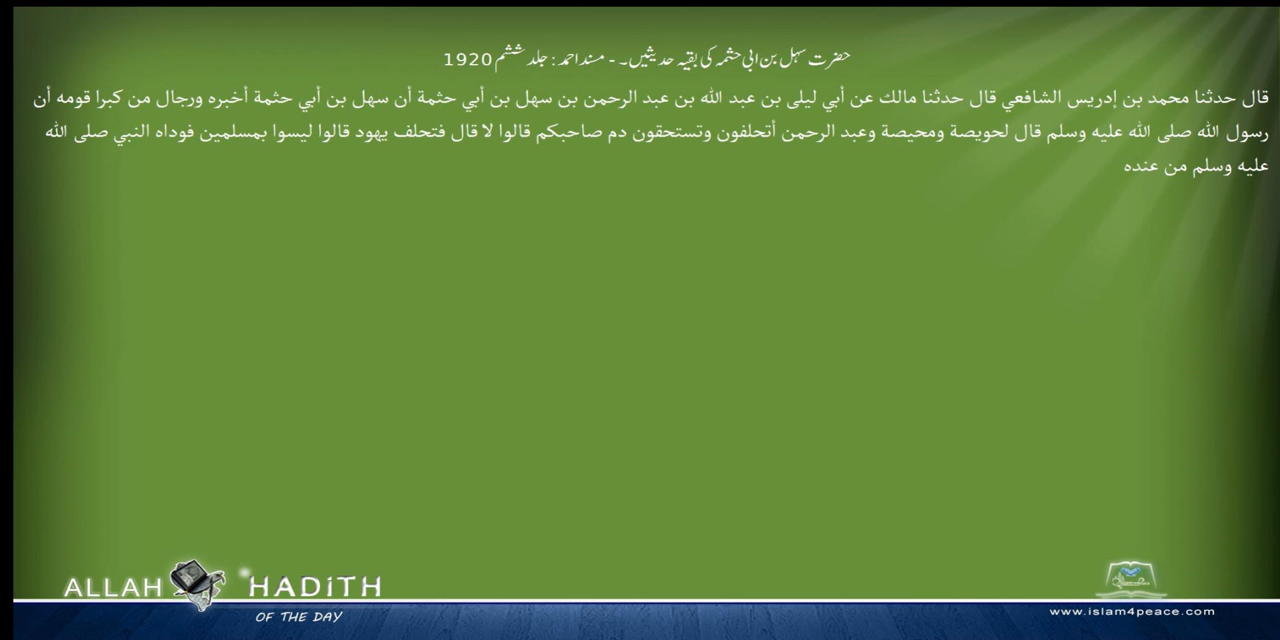 حضرت سہل بن ابی حثمہ کی بقیہ حدیثیں۔ - مسند احمد : جلد ششم 1920
قال حدثنا محمد بن إدريس الشافعي قال حدثنا مالك عن أبي ليلى بن عبد الله بن عبد الرحمن بن سهل بن أبي حثمة أن سهل بن أبي حثمة أخبره ورجال من كبرا قومه أن
رسول الله صلى الله عليه وسلم قال لحويصة ومحيصة وعبد الرحمن أتحلفون وتستحقون دم صاحبكم قالوا لا قال فتحلف يهود قالوا ليسوا بمسلمين فوداه النبي صلى الله
عليه وسلم من عنده
ALLAH HADITH
OF THE DAY
www.islam4peace.com